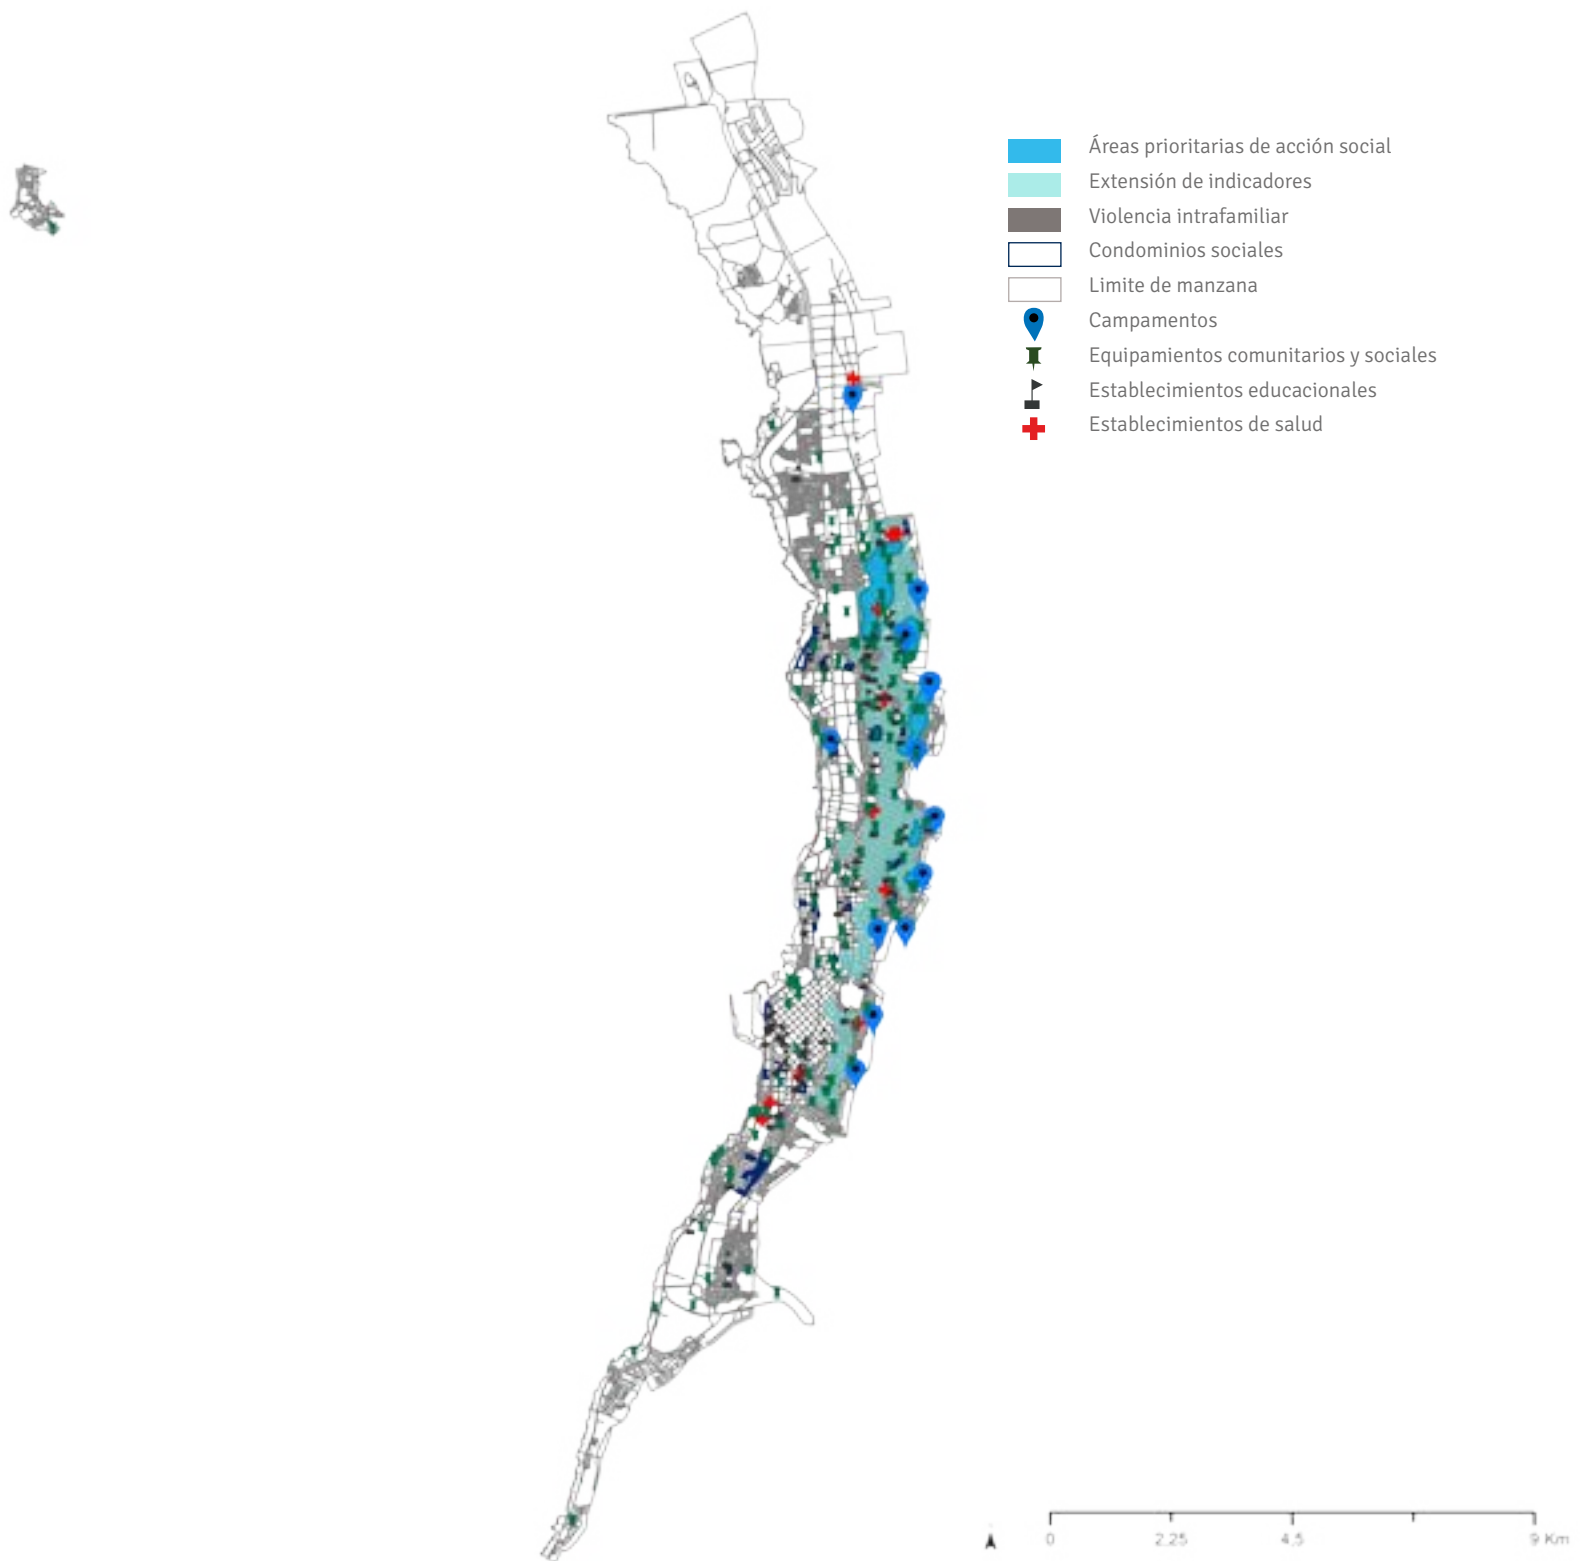 Áreas prioritarias de acción social
Extensión de indicadores
Violencia intrafamiliar
Condominios sociales
Limite de manzana
Campamentos
Equipamientos comunitarios y sociales
Establecimientos educacionales
Establecimientos de salud
0 2,25 4,5 9 Km